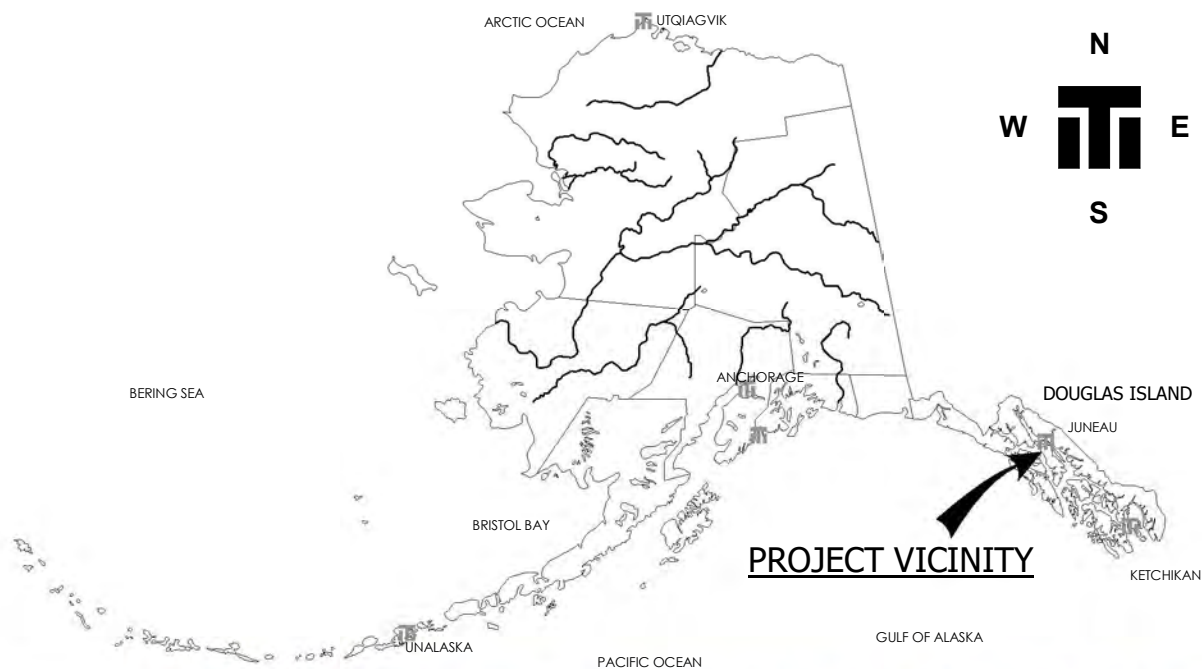 ARCTIC OCEAN
UTQIAGVIK
N
W
E
S
ANCHORAGE
BERING SEA
DOUGLAS ISLAND
JUNEAU
BRISTOL BAY
PROJECT VICINITY
KETCHIKAN
UNALASKA
GULF OF ALASKA
PACIFIC OCEAN